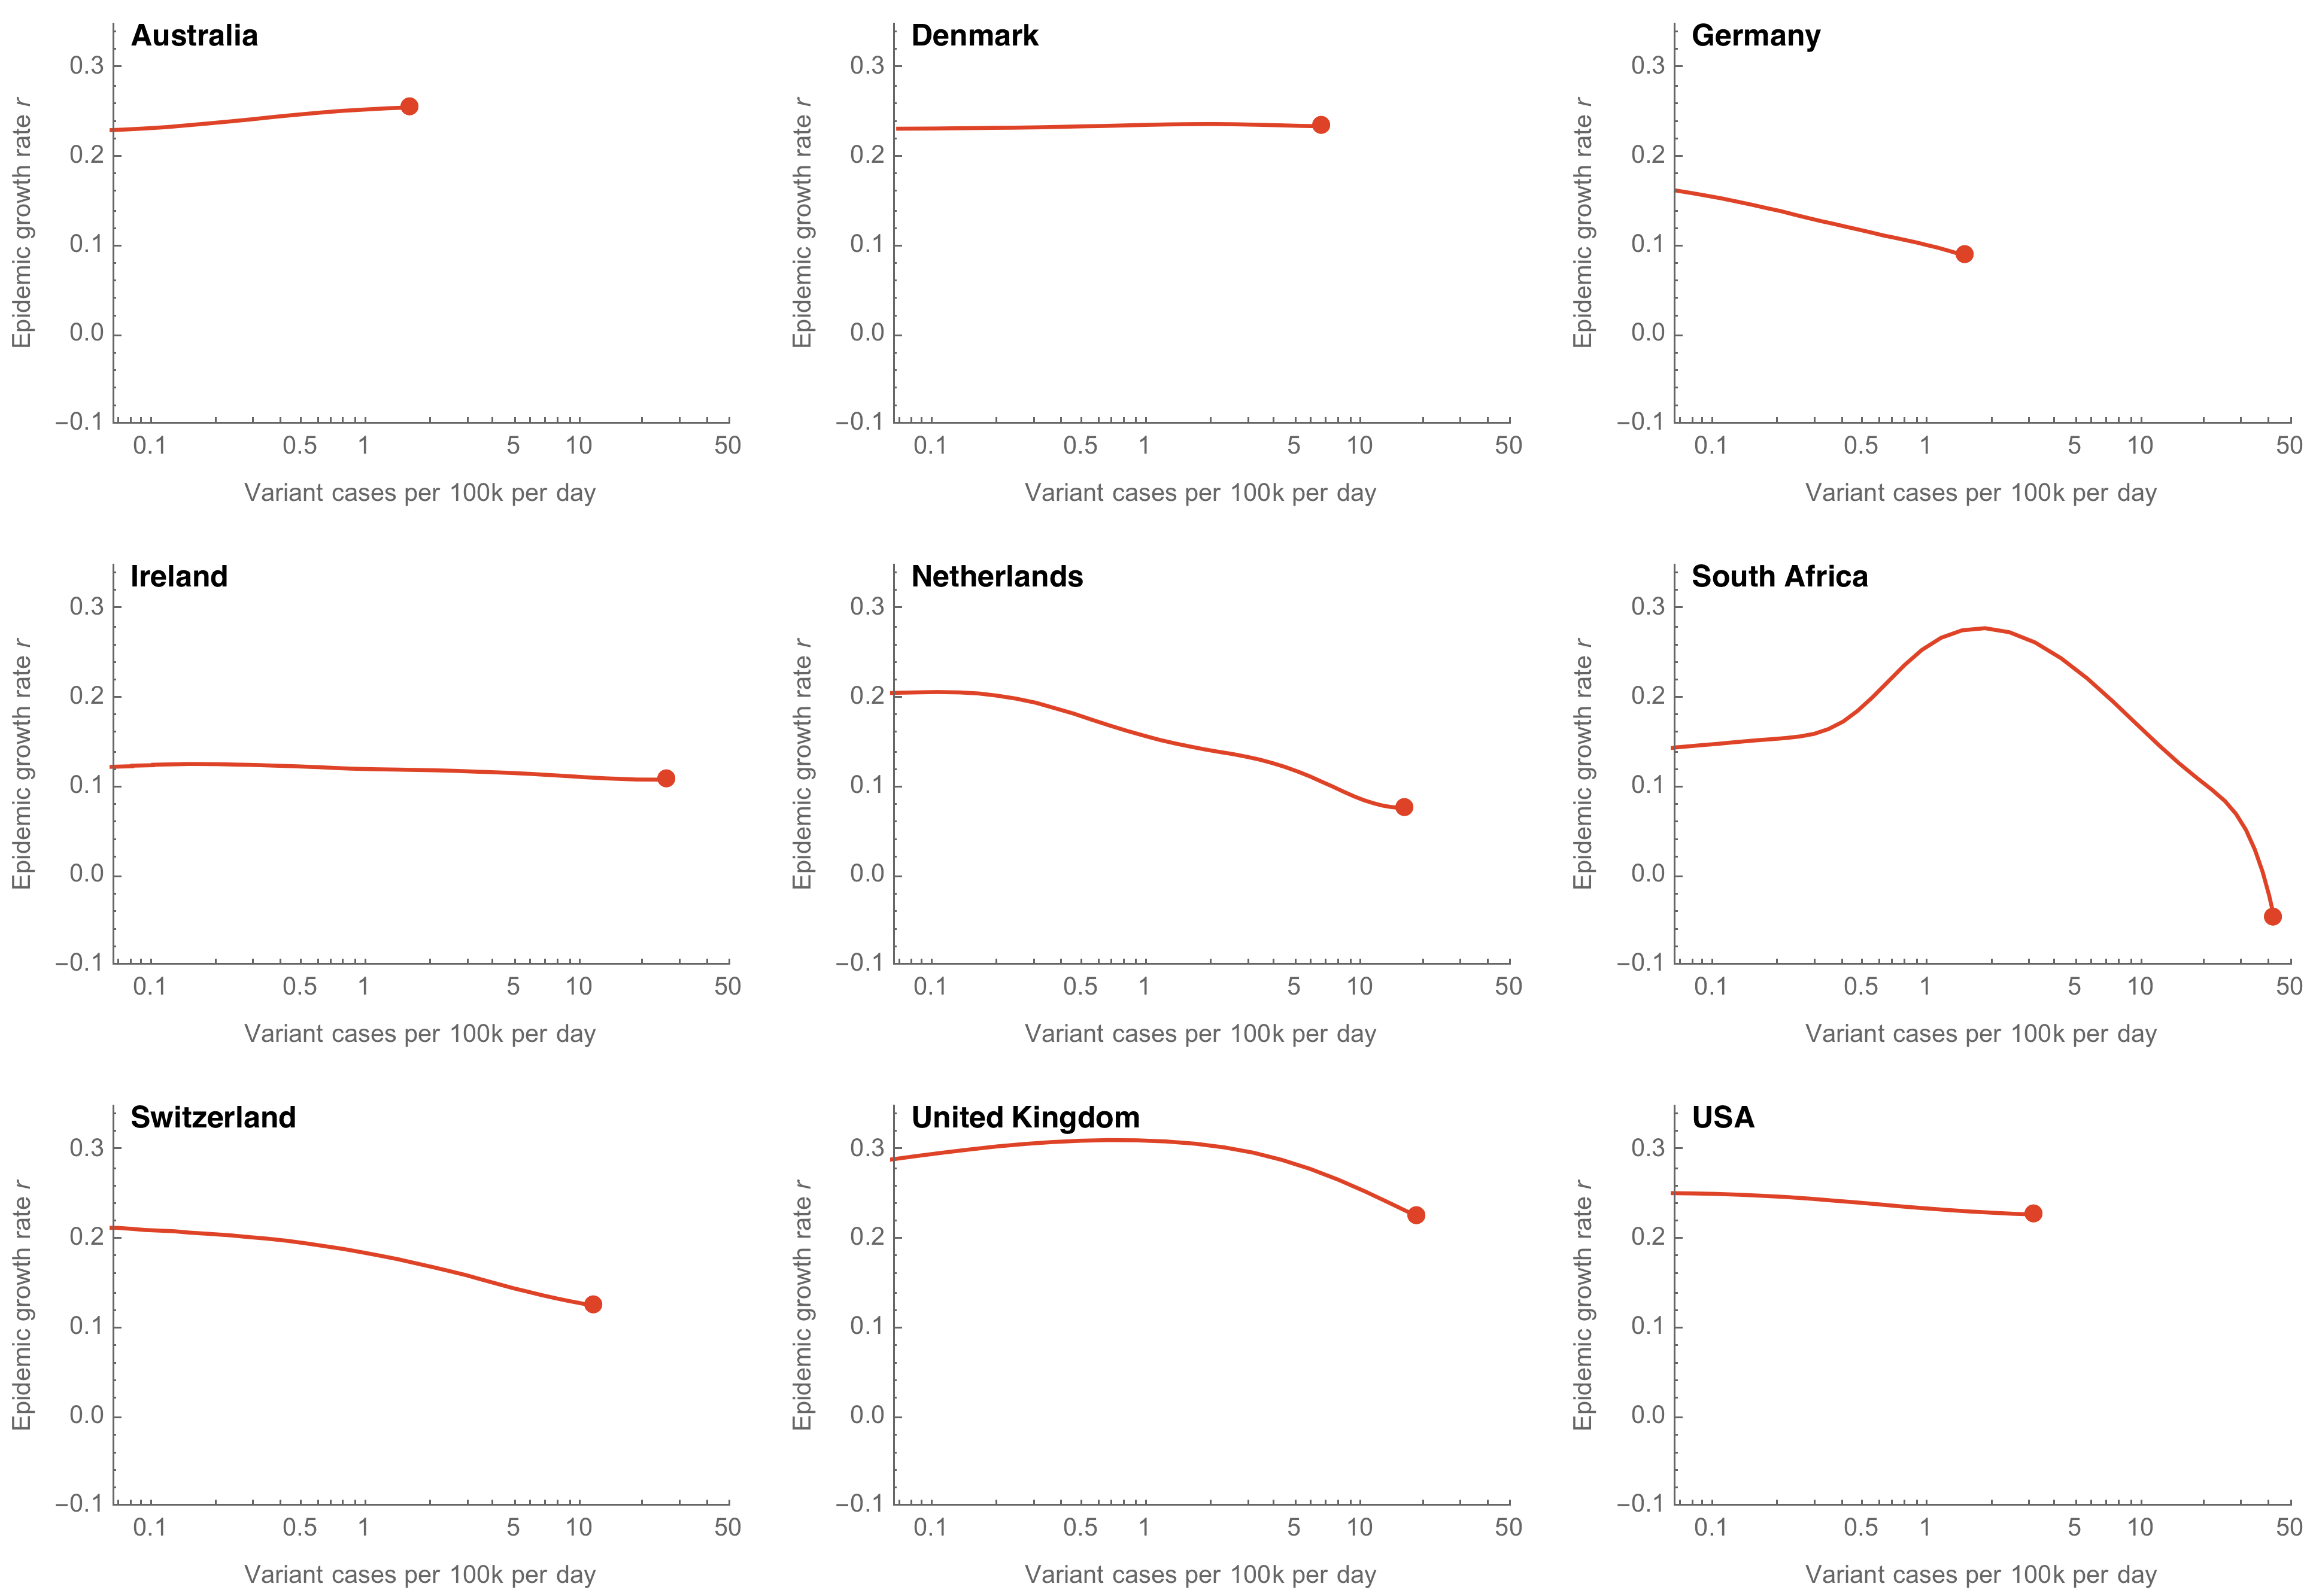 Australia
Epidemic growth rate r
0.3
0.2
0.1
0.0
−0.1
0.1 0.5 1 5 10 50
Variant cases per 100k per day
Denmark
Epidemic growth rate r
0.3
0.2
0.1
0.0
−0.1
0.1 0.5 1 5 10 50
Variant cases per 100k per day
Germany
Epidemic growth rate r
0.3
0.2
0.1
0.0
−0.1
0.1 0.5 1 5 10 50
Variant cases per 100k per day
Ireland
Epidemic growth rate r
0.3
0.2
0.1
0.0
−0.1
0.1 0.5 1 5 10 50
Variant cases per 100k per day
Netherlands
Epidemic growth rate r
0.3
0.2
0.1
0.0
−0.1
0.1 0.5 1 5 10 50
Variant cases per 100k per day
South Africa
Epidemic growth rate r
0.3
0.2
0.1
0.0
−0.1
0.1 0.5 1 5 10 50
Variant cases per 100k per day
Switzerland
Epidemic growth rate r
0.3
0.2
0.1
0.0
−0.1
0.1 0.5 1 5 10 50
Variant cases per 100k per day
United Kingdom
Epidemic growth rate r
0.3
0.2
0.1
0.0
−0.1
0.1 0.5 1 5 10 50
Variant cases per 100k per day
USA
Epidemic growth rate r
0.3
0.2
0.1
0.0
−0.1
0.1 0.5 1 5 10 50
Variant cases per 100k per day